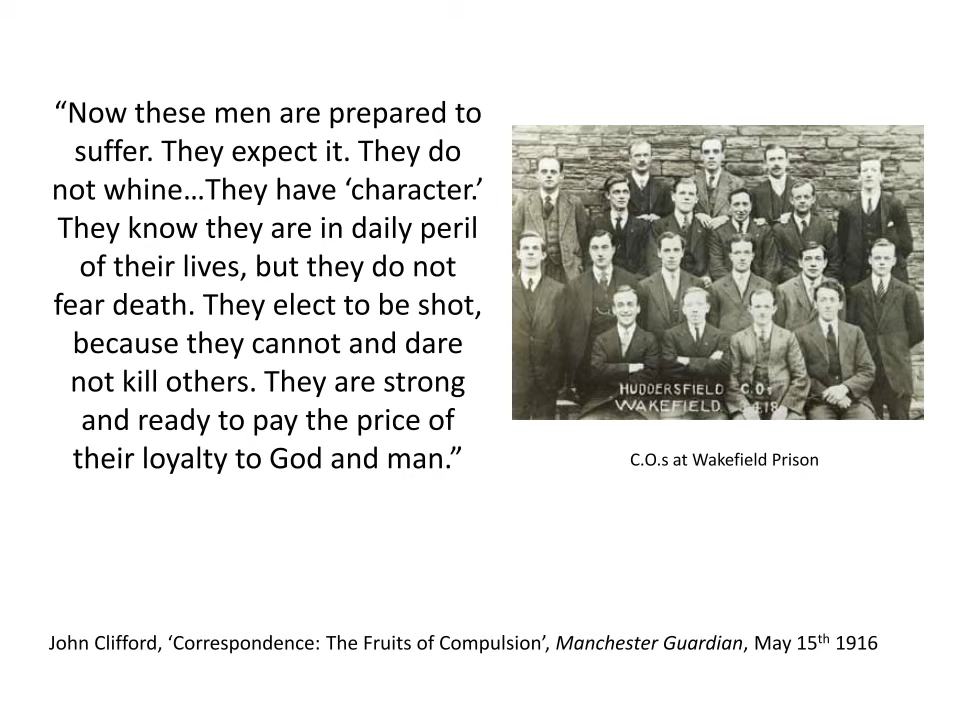 “Now these men are prepared to
suffer. They expect it. They do
not whine…They have ‘character.’
They know they are in daily peril
of their lives, but they do not
fear death. They elect to be shot,
because they cannot and dare
not kill others. They are strong
and ready to pay the price of
their loyalty to God and man.”
HUDDERSFIELD C.O.s
WAKEFIELD
C.O.s at Wakefield Prison
John Clifford, ‘Correspondence: The Fruits of Compulsion’, Manchester Guardian, May 15th 1916